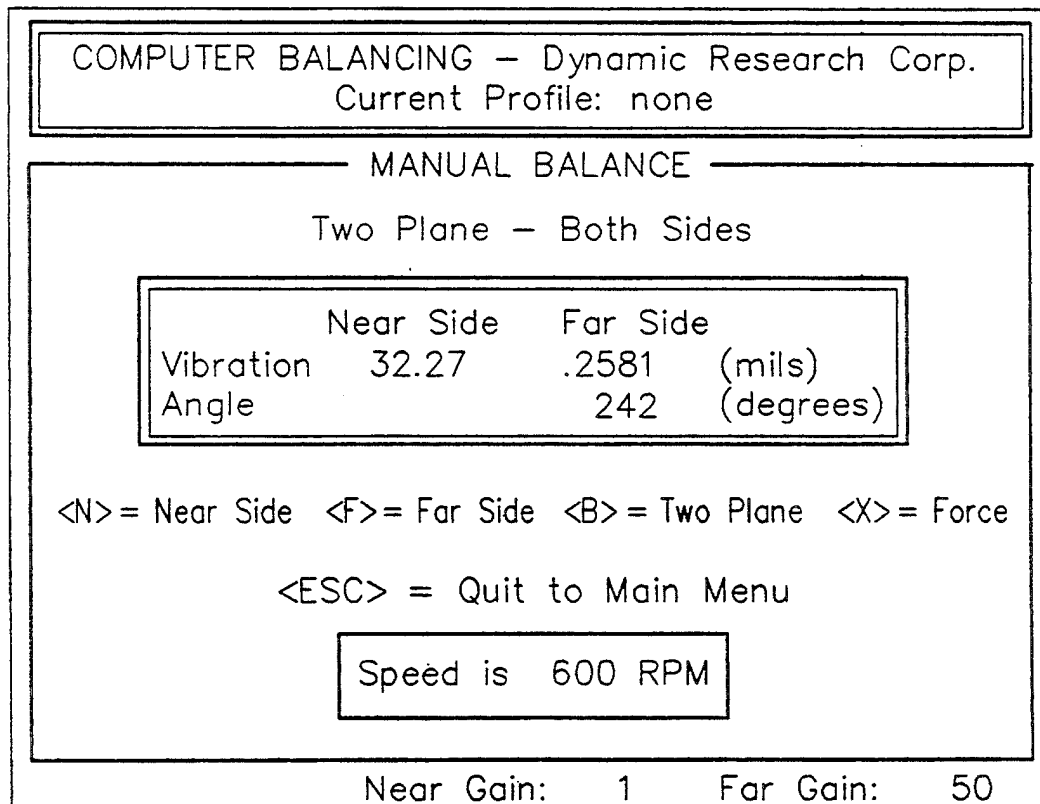 COMPUTER BALANCING – Dynamic Research Corp.
Current Profile: none
MANUAL BALANCE
Two Plane – Both Sides
Near Side Far Side
Vibration 32.27 .2581 (mils)
Angle 242 (degrees)
<N>= Near Side <F>= Far Side <B>= Two Plane <X>= Force
<ESC> = Quit to Main Menu
Speed is 600 RPM
Near Gain: 1 Far Gain: 50